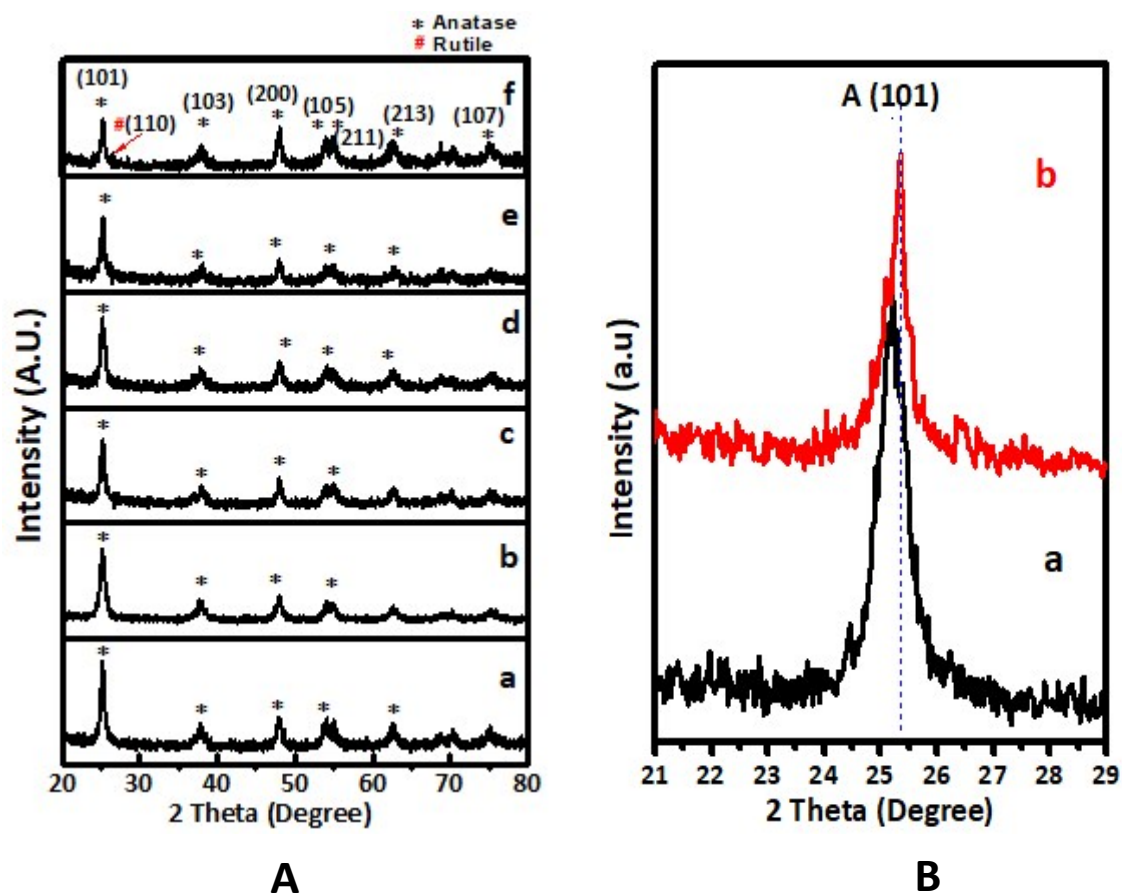 * Anatase
# Rutile
(101)
*
(103)
*
(200)
*
(105)
* *
(211)
(213)
*
(107)
*
f
#(110)
*
*
*
*
*
e
*
*
*
*
*
d
*
*
*
*
c
*
*
*
*
b
*
*
*
*
*
a
Intensity (A.U.)
20 30 40 50 60 70 80
2 Theta (Degree)
A
A (101)
b
a
Intensity (a.u)
21 22 23 24 25 26 27 28 29
2 Theta (Degree)
B